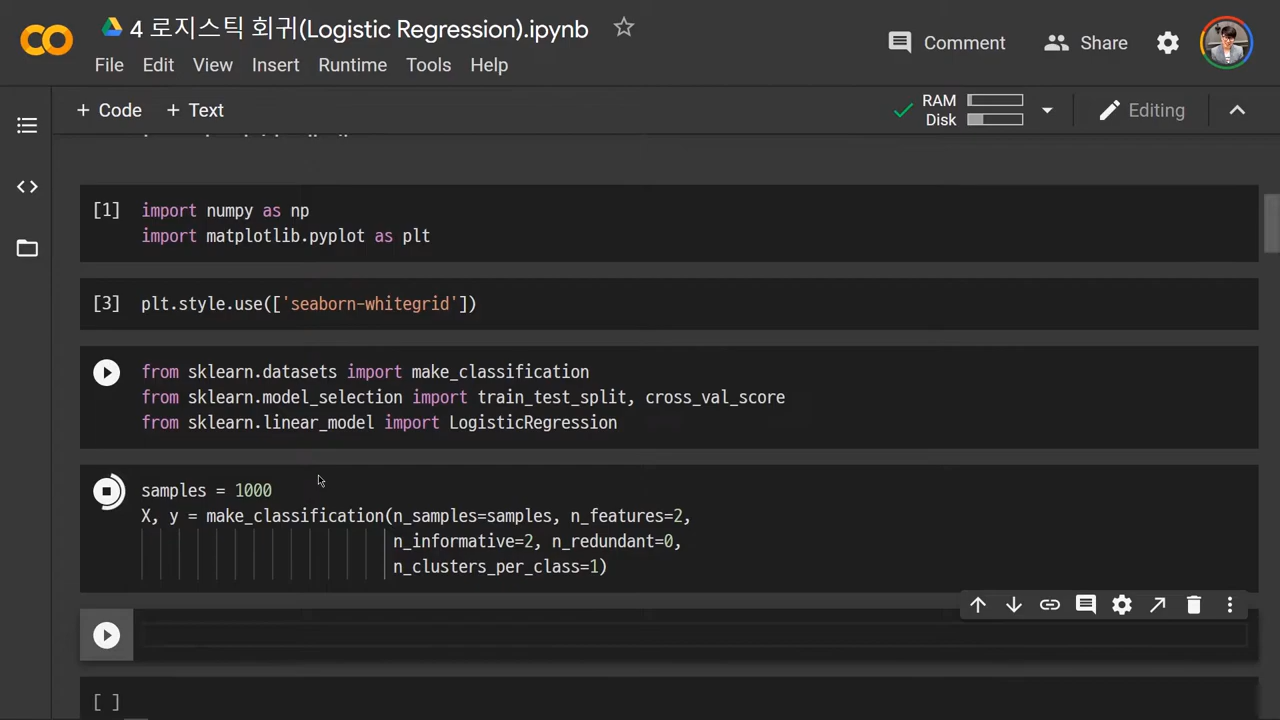 4 로지스틱 회귀(Logistic Regression).ipynb
Comment
Share
File Edit View Insert Runtime Tools Help
+ Code + Text
RAM
Disk
Editing
[1] import numpy as np
import matplotlib.pyplot as plt
[3] plt.style.use(['seaborn-whitegrid'])
from sklearn.datasets import make_classification
from sklearn.model_selection import train_test_split, cross_val_score
from sklearn.linear_model import LogisticRegression
samples = 1000
X, y = make_classification(n_samples=samples, n_features=2,
n_informative=2, n_redundant=0,
n_clusters_per_class=1)
[ ]